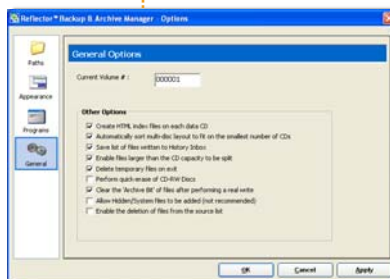 Reflector™ Backup & Archive Manager - Options
Paths
Appearance
Programs
General
General Options
Current Volume # :
000001
Other Options
Create HTML index files on each data CD
Automatically sort multi-disc layout to fit on the smallest number of CDs
Save list of files written to History Inbox
Enable files larger than the CD capacity to be split
Delete temporary files on exit
Perform quick-erase of CD-RW Discs
Clear the 'Archive Bit' of files after performing a real write
Allow Hidden/System files to be added (not recommended)
Enable the deletion of files from the source list
OK
Cancel
Apply